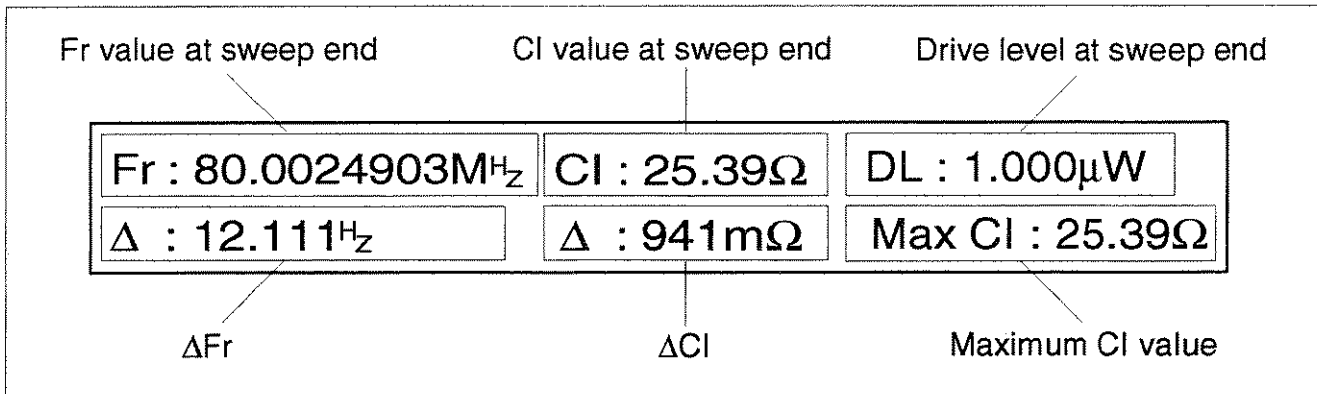 Fr value at sweep end CI value at sweep end Drive level at sweep end
Fr : 80.0024903MHz CI : 25.39Ω DL : 1.000µW
Δ : 12.111Hz Δ : 941mΩ Max CI : 25.39Ω
ΔFr ΔCI Maximum CI value